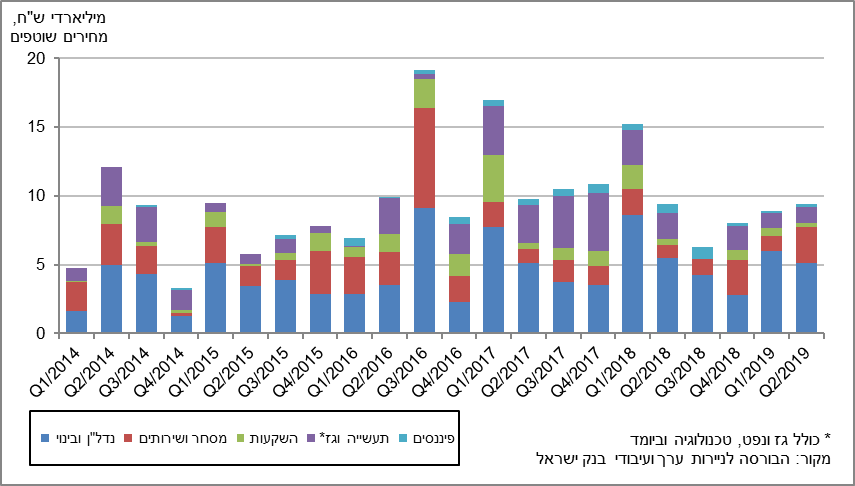 מיליארדי ש"ח,
מחירים שוטפים
20
15
10
5
0
Q1/2014
Q2/2014
Q3/2014
Q4/2014
Q1/2015
Q2/2015
Q3/2015
Q4/2015
Q1/2016
Q2/2016
Q3/2016
Q4/2016
Q1/2017
Q2/2017
Q3/2017
Q4/2017
Q1/2018
Q2/2018
Q3/2018
Q4/2018
Q1/2019
Q2/2019
נדל"ן ובינוי מסחר ושירותים השקעות תעשייה וגז* פיננסים
* כולל גז ונפט, טכנולוגיה וביומד
מקור: הבורסה לניירות ערך ועיבודי בנק ישראל